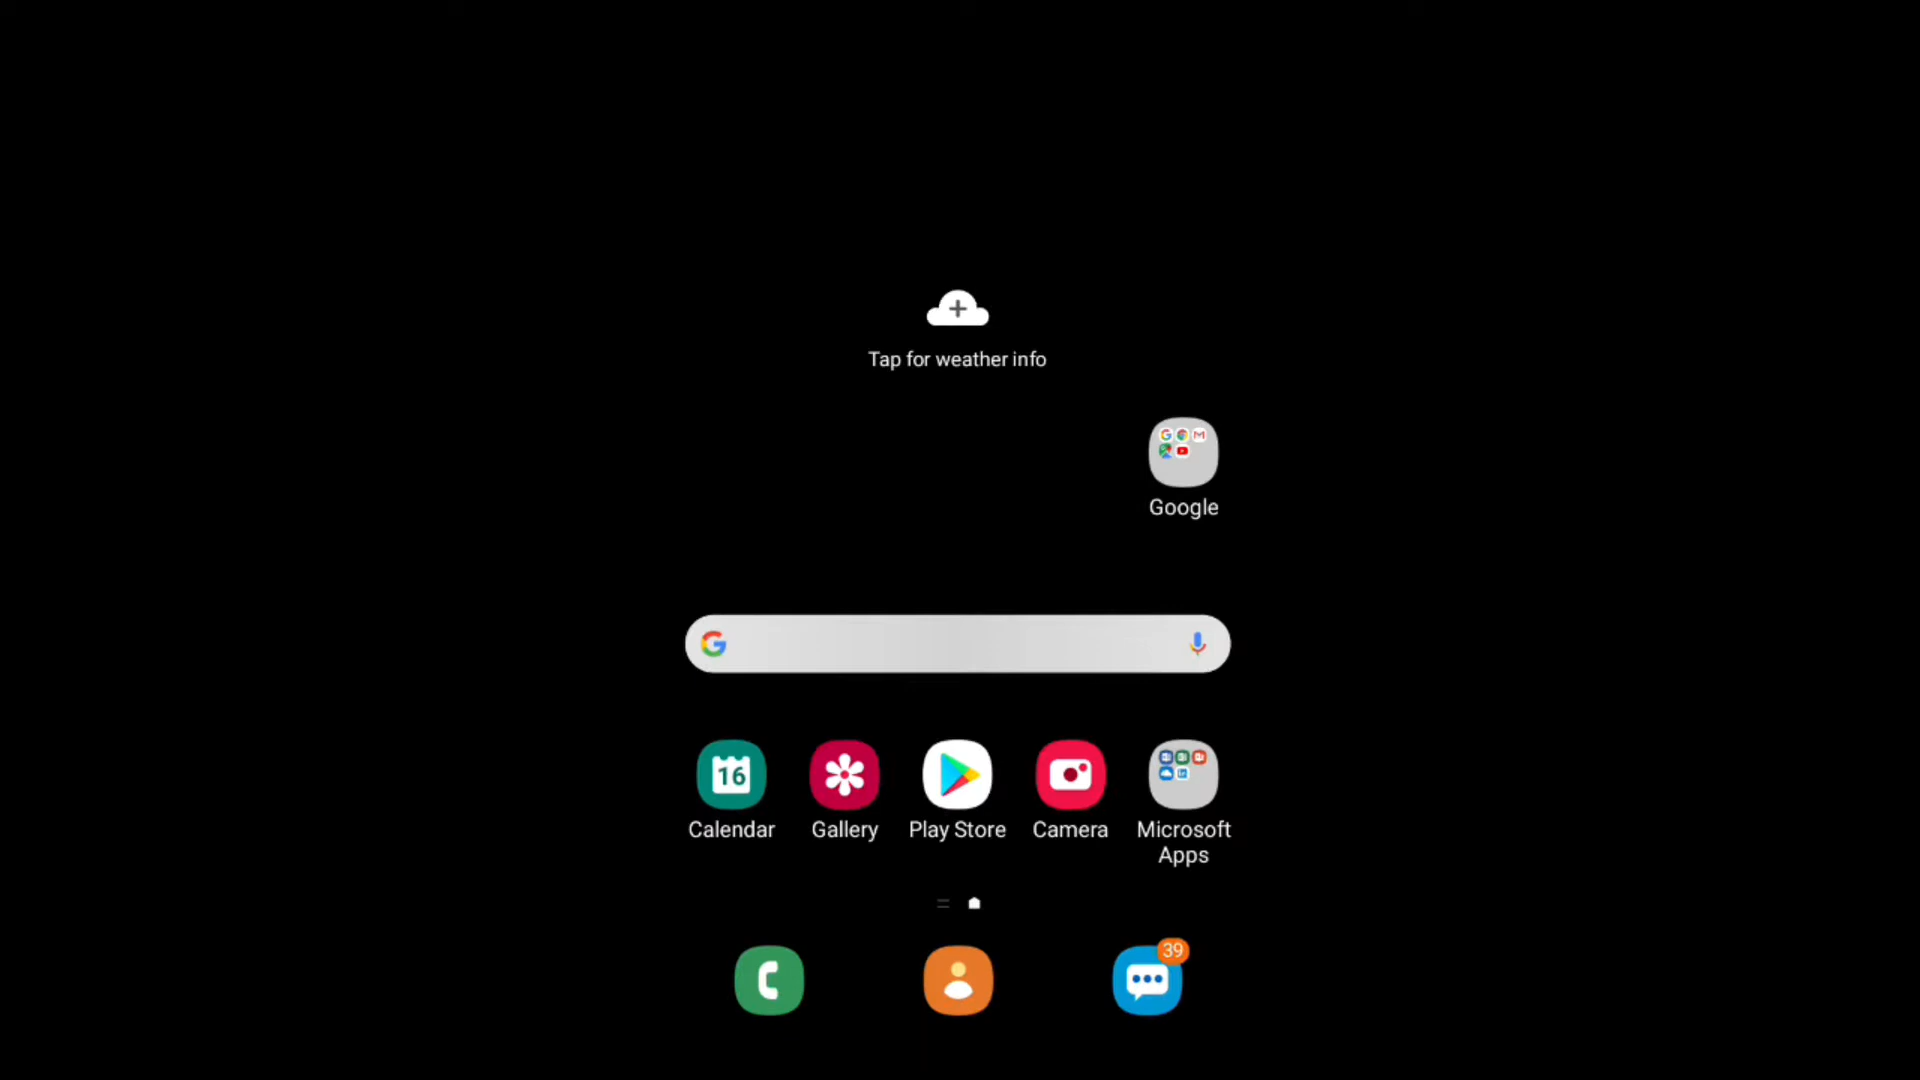 Tap for weather info
Google
16
Calendar
Gallery
Play Store
Camera
Microsoft
Apps
39